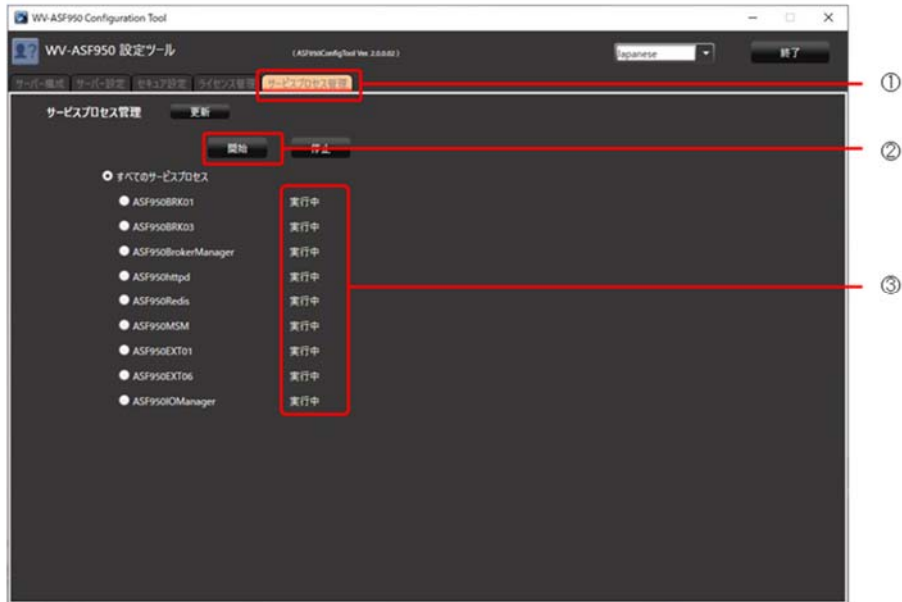 WV-ASF950 Configuration Tool
WV-ASF950 設定ツール
( ASF950ConfigTool Ver. 2.0.0.02 )
Japanese
終了
サーバー構成 サーバー設定 セキュア設定 ライセンス管理 サービスプロセス管理
①
サービスプロセス管理 更新
開始 停止
②
すべてのサービスプロセス
ASF950BRK01 実行中
ASF950BRK03 実行中
ASF950BrokerManager 実行中
ASF950httpd 実行中
③
ASF950Redis 実行中
ASF950MSM 実行中
ASF950EXT01 実行中
ASF950EXT06 実行中
ASF950IOManager 実行中